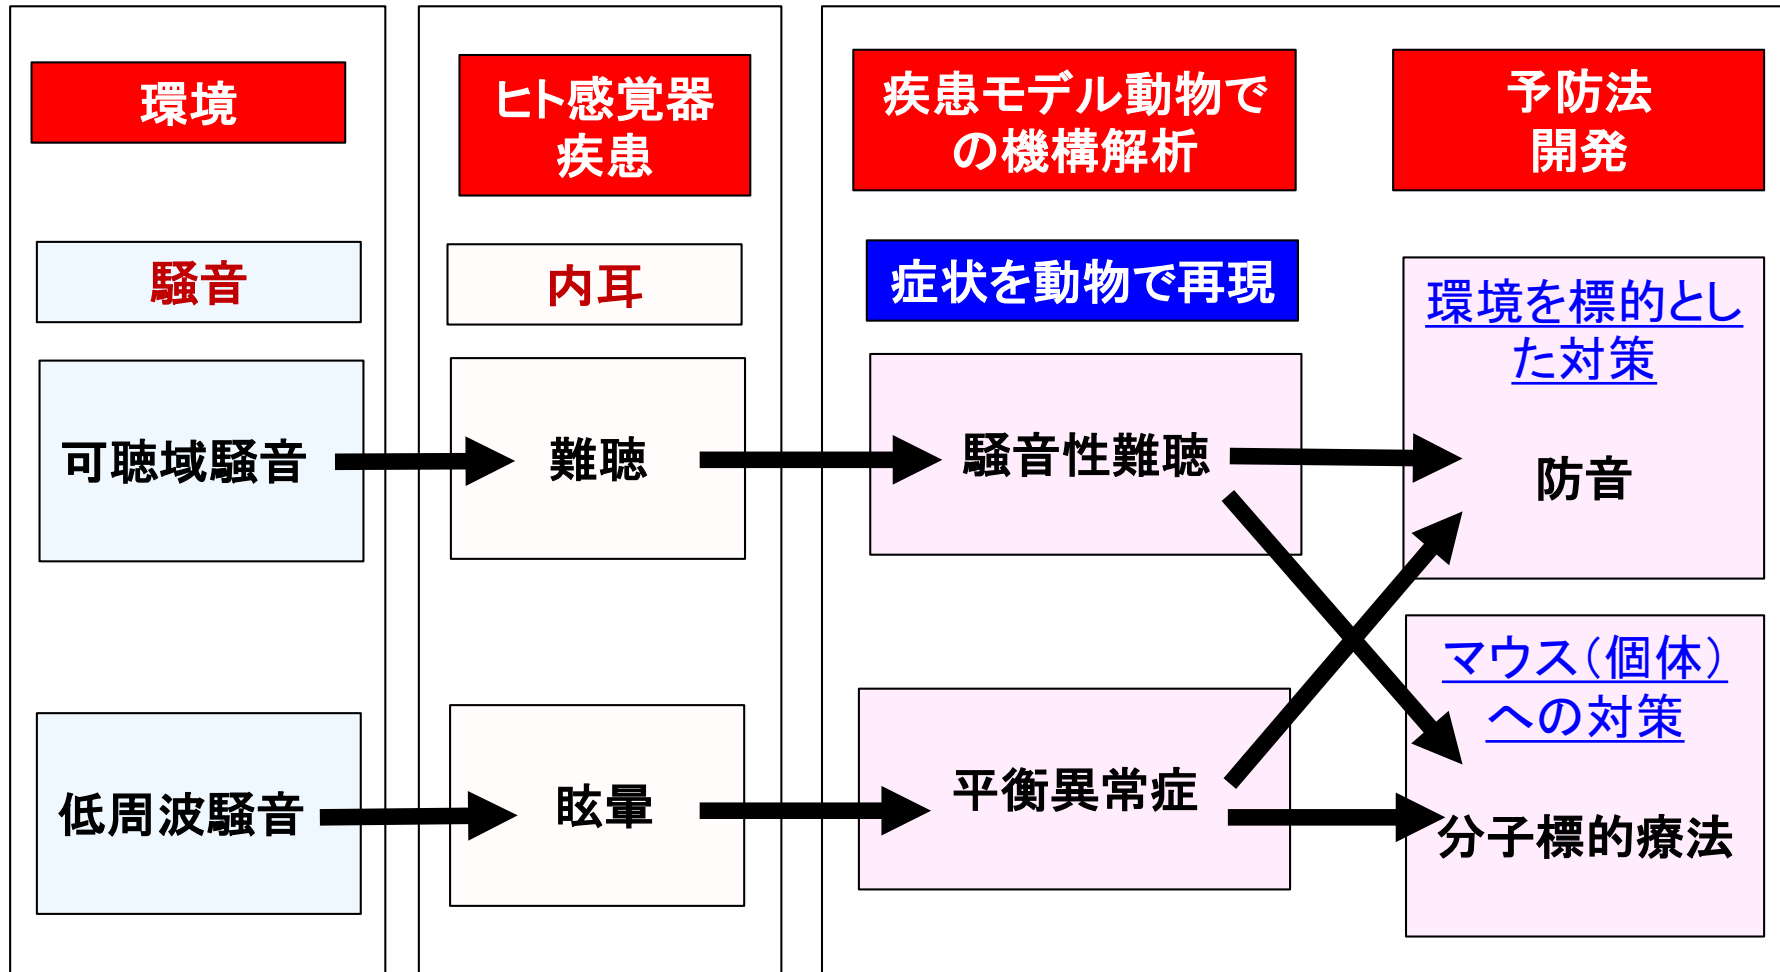 環境
ヒト感覚器
疾患
疾患モデル動物で
の機構解析
予防法
開発
騒音
内耳
症状を動物で再現
環境を標的とし
た対策
可聴域騒音
難聴
騒音性難聴
防音
マウス（個体）
への対策
低周波騒音
眩暈
平衡異常症
分子標的療法